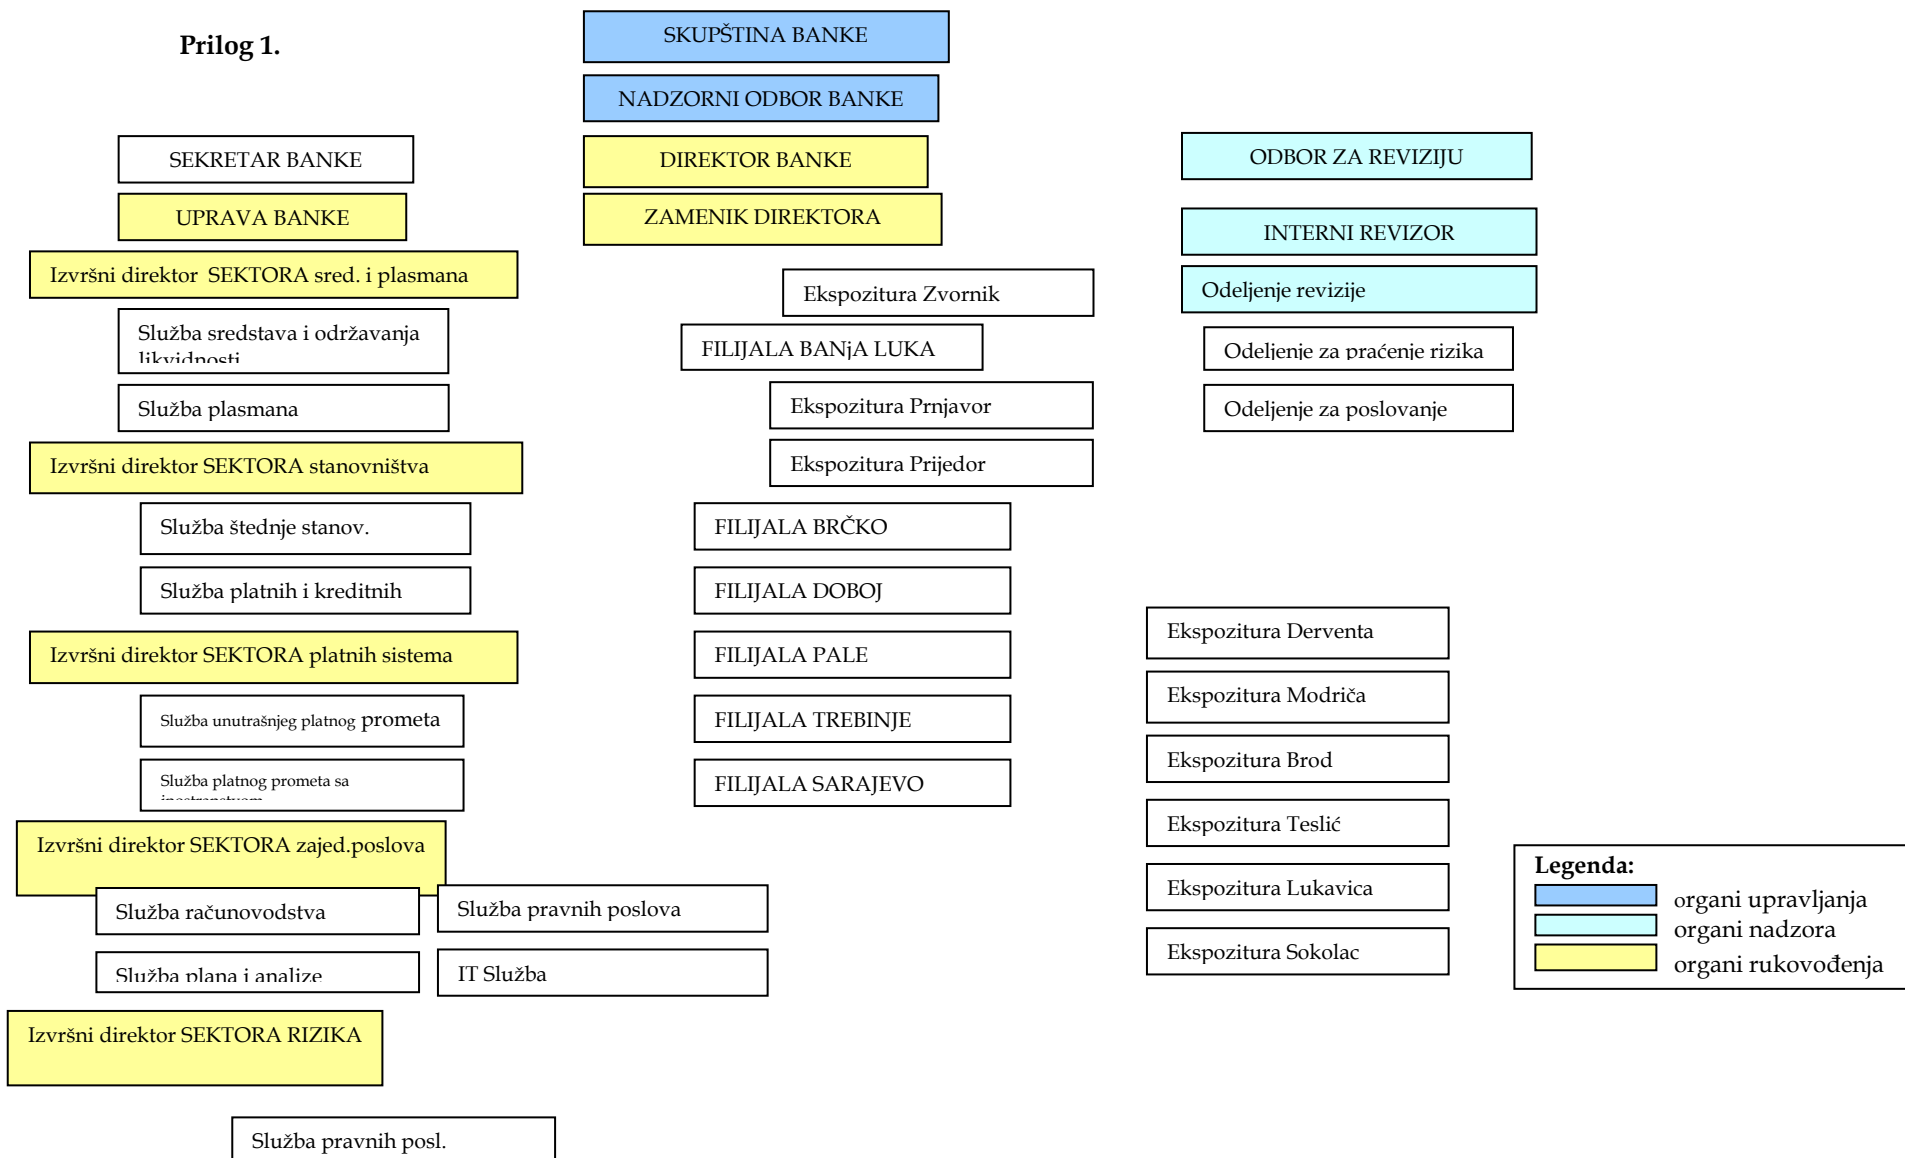 Prilog 1.
SKUPŠTINA BANKE
NADZORNI ODBOR BANKE
SEKRETAR BANKE
DIREKTOR BANKE
ODBOR ZA REVIZIJU
UPRAVA BANKE
ZAMENIK DIREKTORA
INTERNI REVIZOR
Izvršni direktor SEKTORA sred. i plasmana
Ekspozitura Zvornik
Odeljenje revizije
Služba sredstava i održavanja
likvidnosti
FILIJALA BANjA LUKA
Odeljenje za praćenje rizika
Služba plasmana
Ekspozitura Prnjavor
Odeljenje za poslovanje
Izvršni direktor SEKTORA stanovništva
Ekspozitura Prijedor
Služba štednje stanov.
FILIJALA BRČKO
Služba platnih i kreditnih
FILIJALA DOBOJ
Ekspozitura Derventa
Izvršni direktor SEKTORA platnih sistema
FILIJALA PALE
Ekspozitura Modriča
Služba unutrašnjeg platnog prometa
FILIJALA TREBINJE
Ekspozitura Brod
Služba platnog prometa sa
inostranstvom
FILIJALA SARAJEVO
Ekspozitura Teslić
Izvršni direktor SEKTORA zajed.poslova
Služba računovodstva
Služba pravnih poslova
Ekspozitura Lukavica
Služba plana i analize
IT Služba
Ekspozitura Sokolac
Legenda:
organi upravljanja
organi nadzora
organi rukovođenja
Izvršni direktor SEKTORA RIZIKA
Služba pravnih posl.